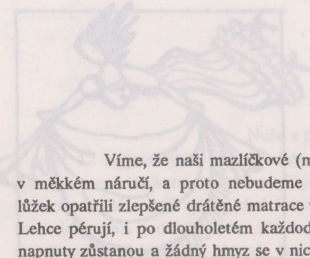 Víme, že naši mazlíčkové (m
v měkkém náručí, a proto nebudeme
lůžek opatřili zlepšené drátěné matrace
Lehce pérují, i po dlouholetém každod
napnuty zůstanou a žádný hmyz se v nic